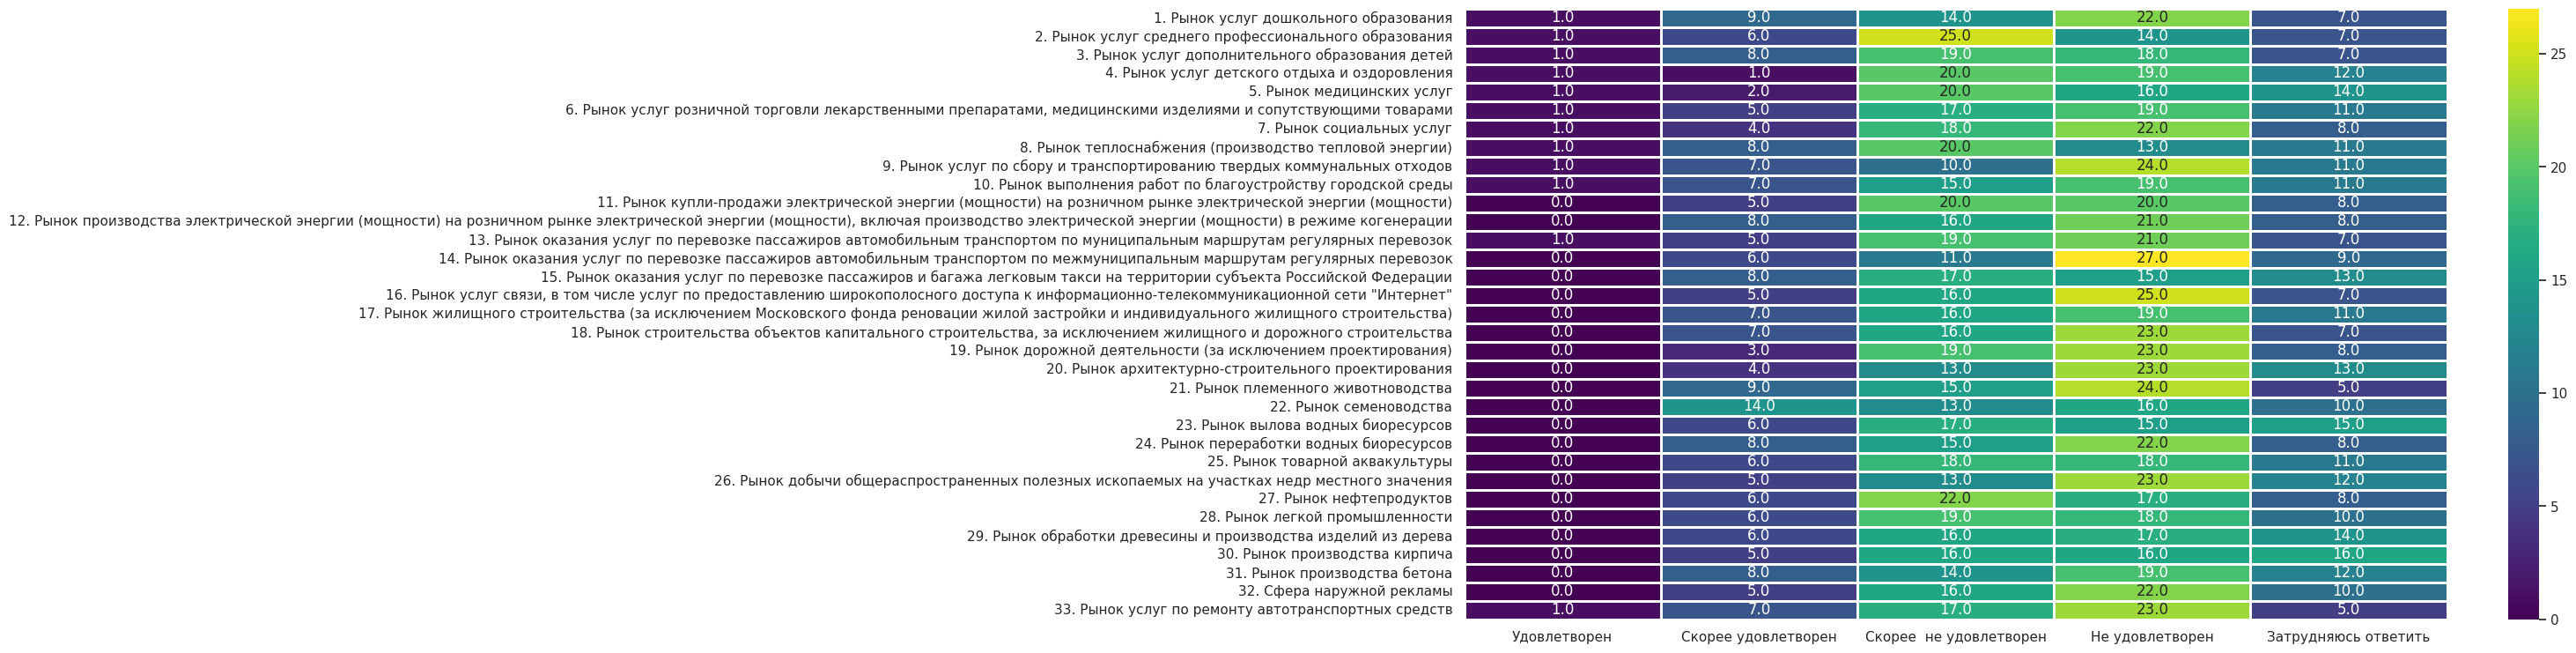 1. Рынок услуг дошкольного образования 1.0 9.0 14.0 22.0 7.0
2. Рынок услуг среднего профессионального образования 1.0 6.0 25.0 14.0 7.0
3. Рынок услуг дополнительного образования детей 1.0 8.0 19.0 18.0 7.0
4. Рынок услуг детского отдыха и оздоровления 1.0 1.0 20.0 19.0 12.0
5. Рынок медицинских услуг 1.0 2.0 20.0 16.0 14.0
6. Рынок услуг розничной торговли лекарственными препаратами, медицинскими изделиями и сопутствующими товарами 1.0 5.0 17.0 19.0 11.0
7. Рынок социальных услуг 1.0 4.0 18.0 22.0 8.0
8. Рынок теплоснабжения (производство тепловой энергии) 1.0 8.0 20.0 13.0 11.0
9. Рынок услуг по сбору и транспортированию твердых коммунальных отходов 1.0 7.0 10.0 24.0 11.0
10. Рынок выполнения работ по благоустройству городской среды 1.0 7.0 15.0 19.0 11.0
11. Рынок купли-продажи электрической энергии (мощности) на розничном рынке электрической энергии (мощности) 0.0 5.0 20.0 20.0 8.0
12. Рынок производства электрической энергии (мощности) на розничном рынке электрической энергии (мощности), включая производство электрической энергии (мощности) в режиме когенерации 0.0 8.0 16.0 21.0 8.0
13. Рынок оказания услуг по перевозке пассажиров автомобильным транспортом по муниципальным маршрутам регулярных перевозок 1.0 5.0 19.0 21.0 7.0
14. Рынок оказания услуг по перевозке пассажиров автомобильным транспортом по межмуниципальным маршрутам регулярных перевозок 0.0 6.0 11.0 27.0 9.0
15. Рынок оказания услуг по перевозке пассажиров и багажа легковым такси на территории субъекта Российской Федерации 0.0 8.0 17.0 15.0 13.0
16. Рынок услуг связи, в том числе услуг по предоставлению широкополосного доступа к информационно-телекоммуникационной сети "Интернет" 0.0 5.0 16.0 25.0 7.0
17. Рынок жилищного строительства (за исключением Московского фонда реновации жилой застройки и индивидуального жилищного строительства) 0.0 7.0 16.0 19.0 11.0
18. Рынок строительства объектов капитального строительства, за исключением жилищного и дорожного строительства 0.0 7.0 16.0 23.0 7.0
19. Рынок дорожной деятельности (за исключением проектирования) 0.0 3.0 19.0 23.0 8.0
20. Рынок архитектурно-строительного проектирования 0.0 4.0 13.0 23.0 13.0
21. Рынок племенного животноводства 0.0 9.0 15.0 24.0 5.0
22. Рынок семеноводства 0.0 14.0 13.0 16.0 10.0
23. Рынок вылова водных биоресурсов 0.0 6.0 17.0 15.0 15.0
24. Рынок переработки водных биоресурсов 0.0 8.0 15.0 22.0 8.0
25. Рынок товарной аквакультуры 0.0 6.0 18.0 18.0 11.0
26. Рынок добычи общераспространенных полезных ископаемых на участках недр местного значения 0.0 5.0 13.0 23.0 12.0
27. Рынок нефтепродуктов 0.0 6.0 22.0 17.0 8.0
28. Рынок легкой промышленности 0.0 6.0 19.0 18.0 10.0
29. Рынок обработки древесины и производства изделий из дерева 0.0 6.0 16.0 17.0 14.0
30. Рынок производства кирпича 0.0 5.0 16.0 16.0 16.0
31. Рынок производства бетона 0.0 8.0 14.0 19.0 12.0
32. Сфера наружной рекламы 0.0 5.0 16.0 22.0 10.0
33. Рынок услуг по ремонту автотранспортных средств 1.0 7.0 17.0 23.0 5.0
Удовлетворен Скорее удовлетворен Скорее  не удовлетворен Не удовлетворен Затрудняюсь ответить
25
20
15
10
5
0